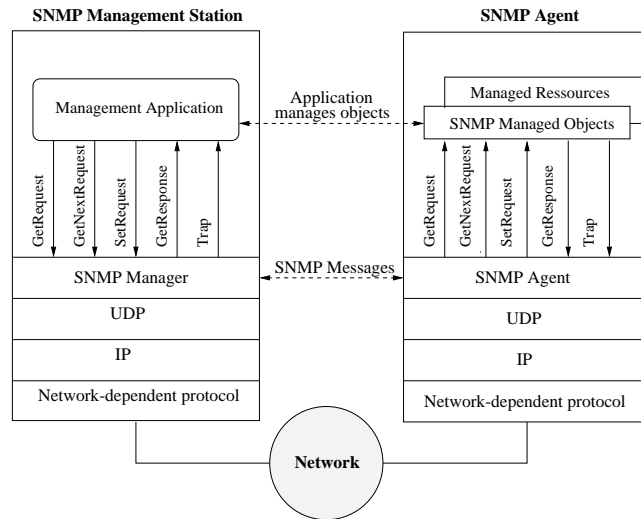 SNMP Management Station
SNMP Agent
Management Application
Application
manages objects
Managed Ressources
SNMP Managed Objects
GetRequest
GetNextRequest
SetRequest
GetResponse
Trap
GetRequest
GetNextRequest
SetRequest
GetResponse
Trap
SNMP Manager
SNMP Messages
SNMP Agent
UDP
UDP
IP
IP
Network-dependent protocol
Network-dependent protocol
Network